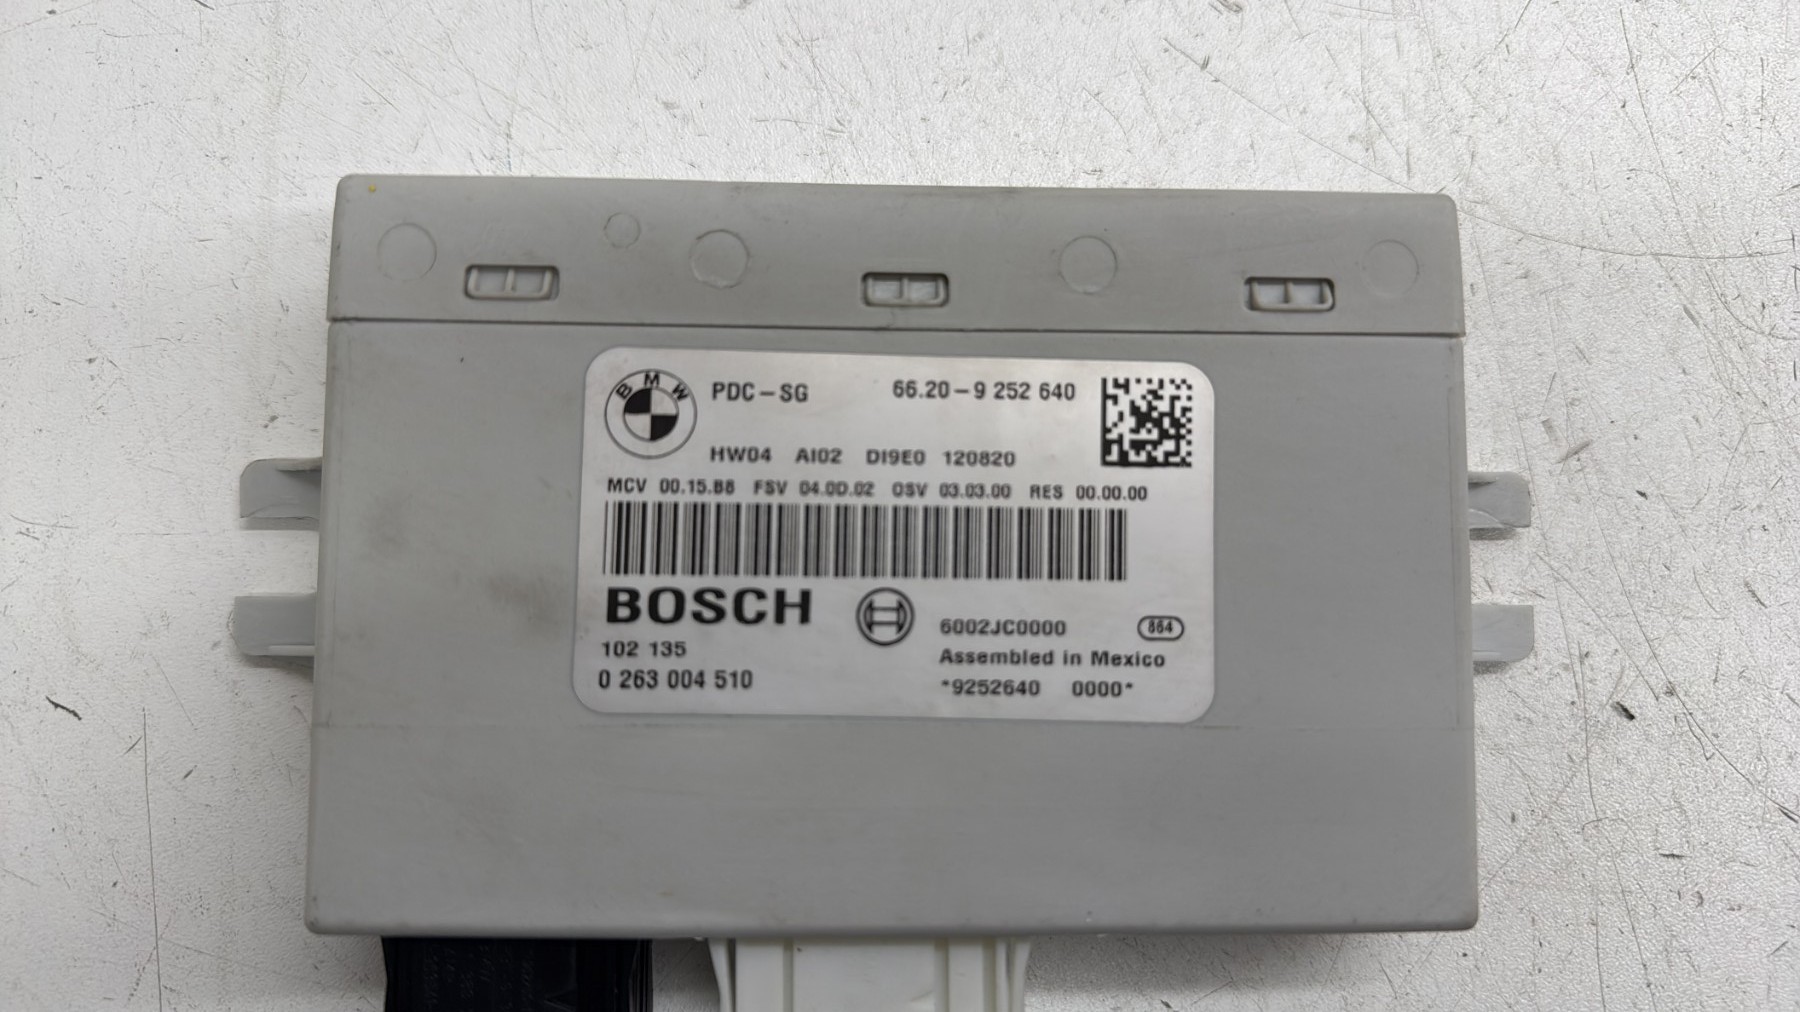 BMW
PDC-SG 66.20-9 252 640
HW04 AI02 DI9E0 120820
MCV 00.15.B8 FSV 04.0D.02 OSV 03.03.00 RES 00.00.00
BOSCH
6002JC0000 864
102 135
Assembled in Mexico
0 263 004 510
*9252640 0000*